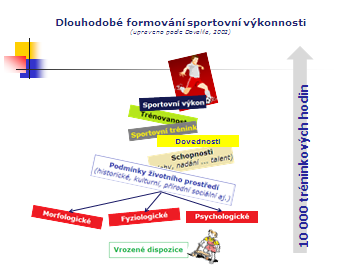 Dlouhodobé formování sportovní výkonnosti
(upraveno podle Dovalila, 2002)
Sportovní výkon
Trénovanost
Sportovní trénink
Dovednosti
Schopnosti
(vlohy, nadání ... talent)
Podmínky životního prostředí
(historické, kulturní, přírodní sociální aj.)
Morfologické
Fyziologické
Psychologické
Vrozené dispozice
10 000 tréninkových hodin